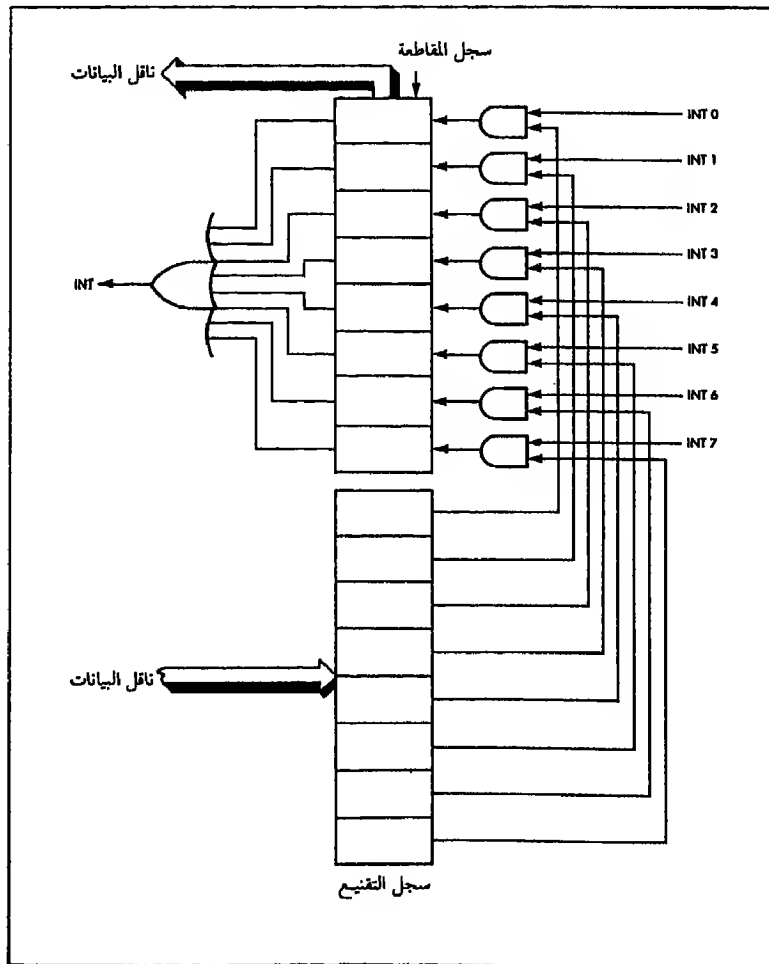 سجل المقاطعة
ناقل البيانات
INT 0
INT 1
INT 2
INT 3
INT
INT 4
INT 5
INT 6
INT 7
ناقل البيانات
سجل التقنيع